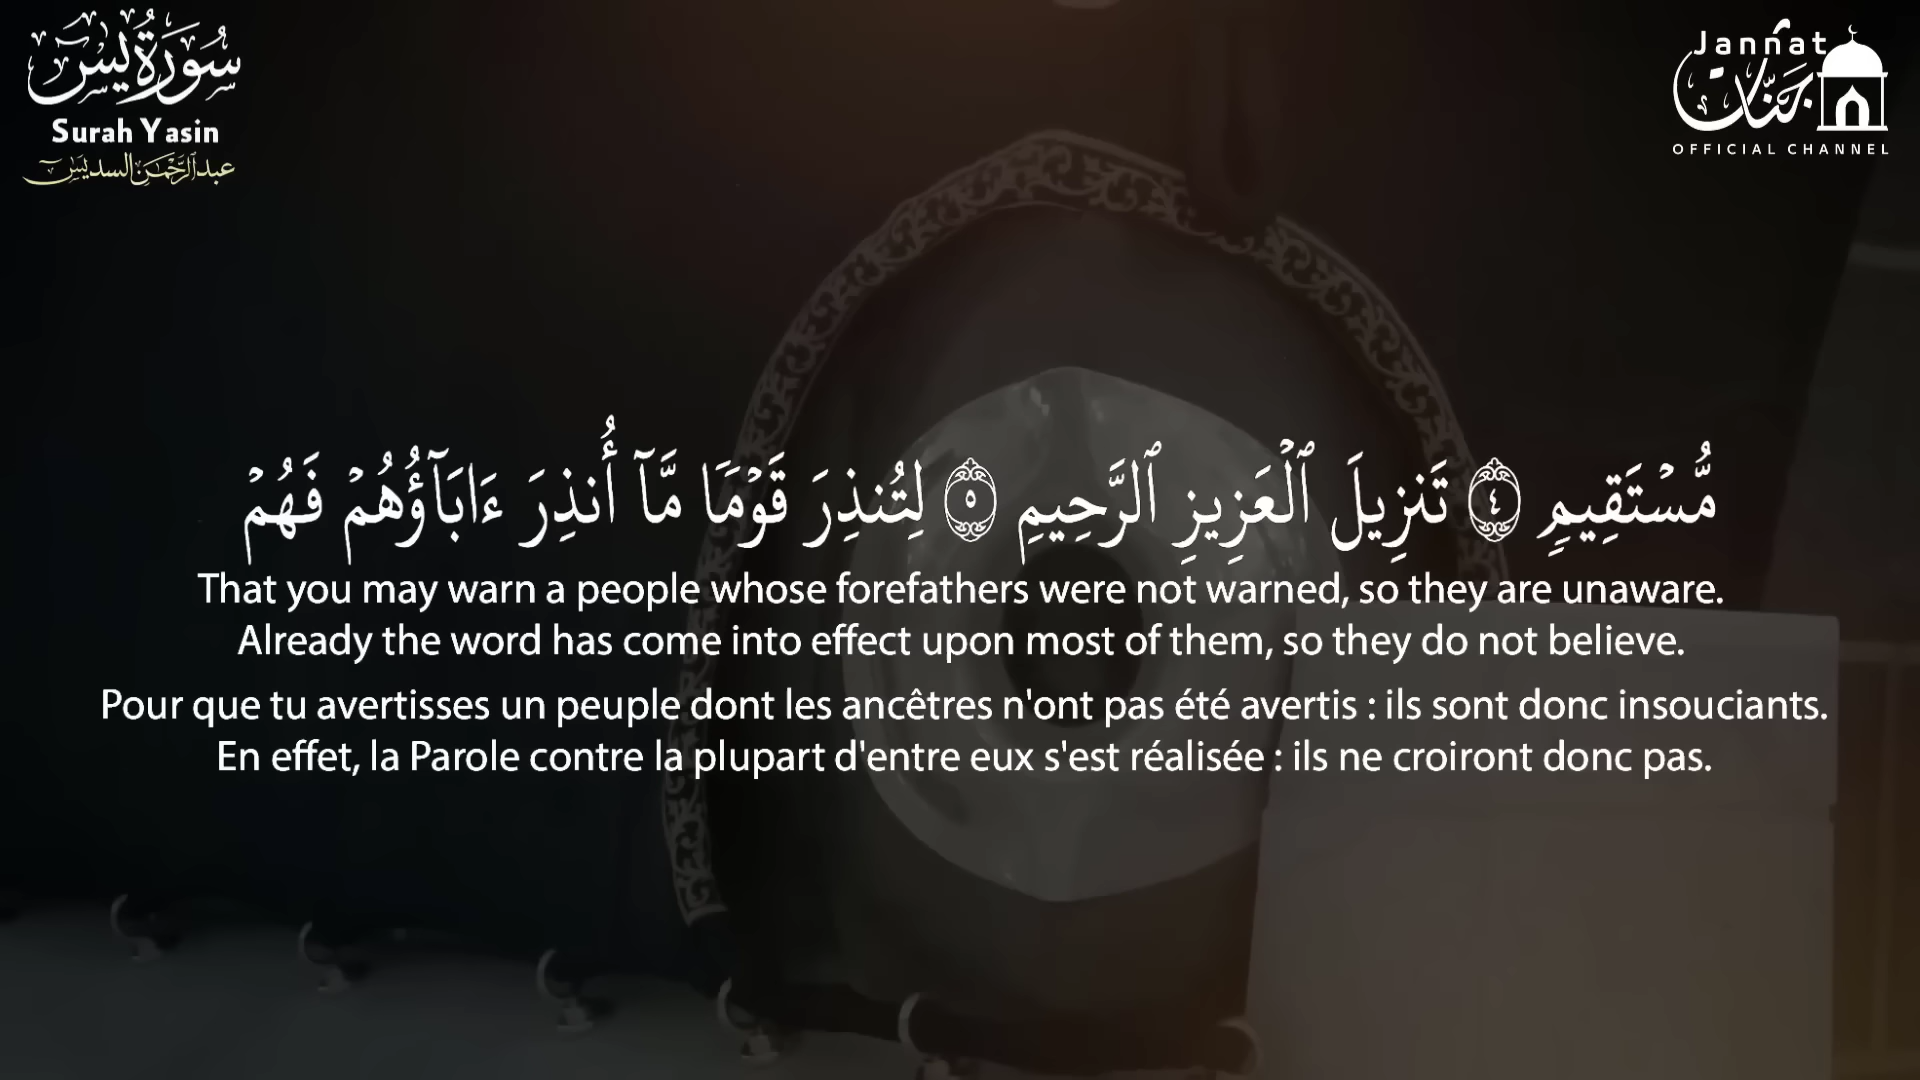 سُورَةُ يسٓ
Surah Yasin
عبدالرَّحْمَٰن السديس
Jannat
جَنَّات
OFFICIAL CHANNEL
مُّسۡتَقِيمٖ ٤ تَنزِيلَ ٱلۡعَزِيزِ ٱلرَّحِيمِ ٥ لِتُنذِرَ قَوۡمٗا مَّآ أُنذِرَ ءَابَآؤُهُمۡ فَهُمۡ
That you may warn a people whose forefathers were not warned, so they are unaware.
Already the word has come into effect upon most of them, so they do not believe.
Pour que tu avertisses un peuple dont les ancêtres n'ont pas été avertis : ils sont donc insouciants.
En effet, la Parole contre la plupart d'entre eux s'est réalisée : ils ne croiront donc pas.